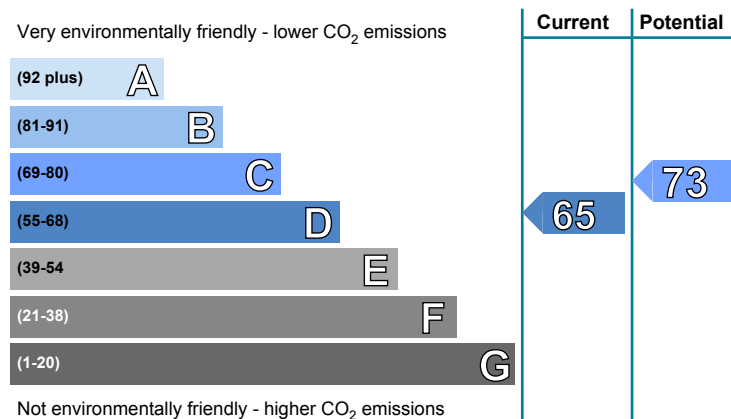 Very environmentally friendly - lower CO₂ emissions
Current
Potential
(92 plus) A
(81-91) B
(69-80) C
(55-68) D
(39-54 E
(21-38) F
(1-20) G
65
73
Not environmentally friendly - higher CO₂ emissions